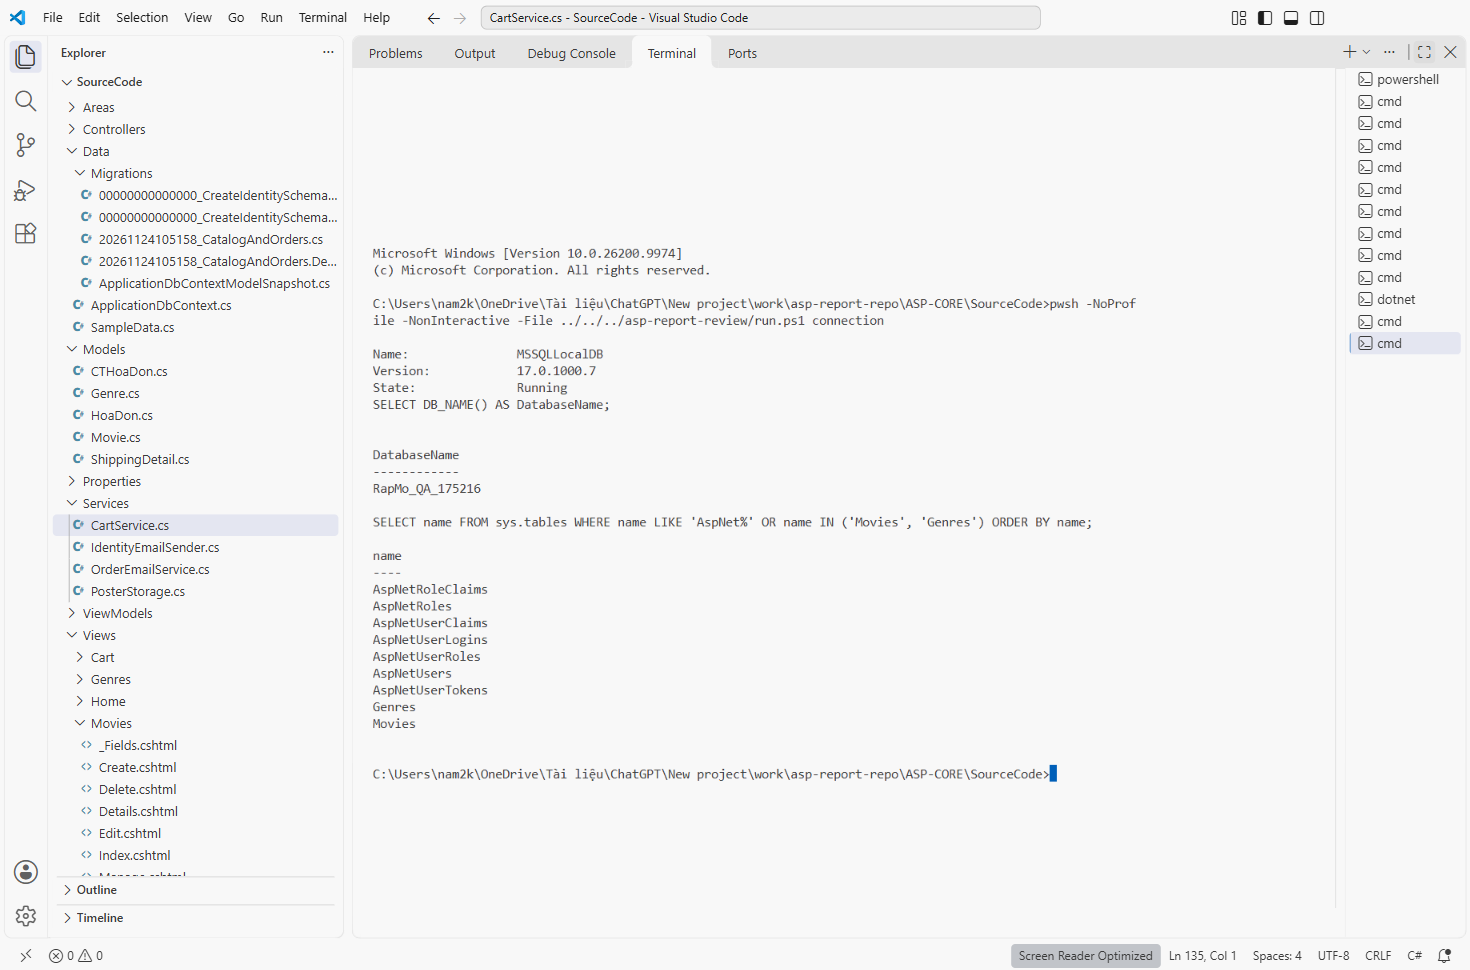 File Edit Selection View Go Run Terminal Help
CartService.cs - SourceCode - Visual Studio Code
Explorer
SourceCode
Areas
Controllers
Data
Migrations
00000000000000_CreateIdentitySchema...
00000000000000_CreateIdentitySchema...
20261124105158_CatalogAndOrders.cs
20261124105158_CatalogAndOrders.De...
ApplicationDbContextModelSnapshot.cs
ApplicationDbContext.cs
SampleData.cs
Models
CTHoaDon.cs
Genre.cs
HoaDon.cs
Movie.cs
ShippingDetail.cs
Properties
Services
CartService.cs
IdentityEmailSender.cs
OrderEmailService.cs
PosterStorage.cs
ViewModels
Views
Cart
Genres
Home
Movies
_Fields.cshtml
Create.cshtml
Delete.cshtml
Details.cshtml
Edit.cshtml
Index.cshtml
Outline
Timeline
Problems Output Debug Console Terminal Ports
Microsoft Windows [Version 10.0.26200.9974]
(c) Microsoft Corporation. All rights reserved.
C:\Users\nam2k\OneDrive\Tài liệu\ChatGPT\New project\work\asp-report-repo\ASP-CORE\SourceCode>pwsh -NoProf
ile -NonInteractive -File ../../../asp-report-review/run.ps1 connection
Name: MSSQLLocalDB
Version: 17.0.1000.7
State: Running
SELECT DB_NAME() AS DatabaseName;
DatabaseName
------------
RapMo_QA_175216
SELECT name FROM sys.tables WHERE name LIKE 'AspNet%' OR name IN ('Movies', 'Genres') ORDER BY name;
name
----
AspNetRoleClaims
AspNetRoles
AspNetUserClaims
AspNetUserLogins
AspNetUserRoles
AspNetUsers
AspNetUserTokens
Genres
Movies
C:\Users\nam2k\OneDrive\Tài liệu\ChatGPT\New project\work\asp-report-repo\ASP-CORE\SourceCode>
powershell
cmd
cmd
cmd
cmd
cmd
cmd
cmd
cmd
cmd
dotnet
cmd
cmd
0 0
Screen Reader Optimized Ln 135, Col 1 Spaces: 4 UTF-8 CRLF C#